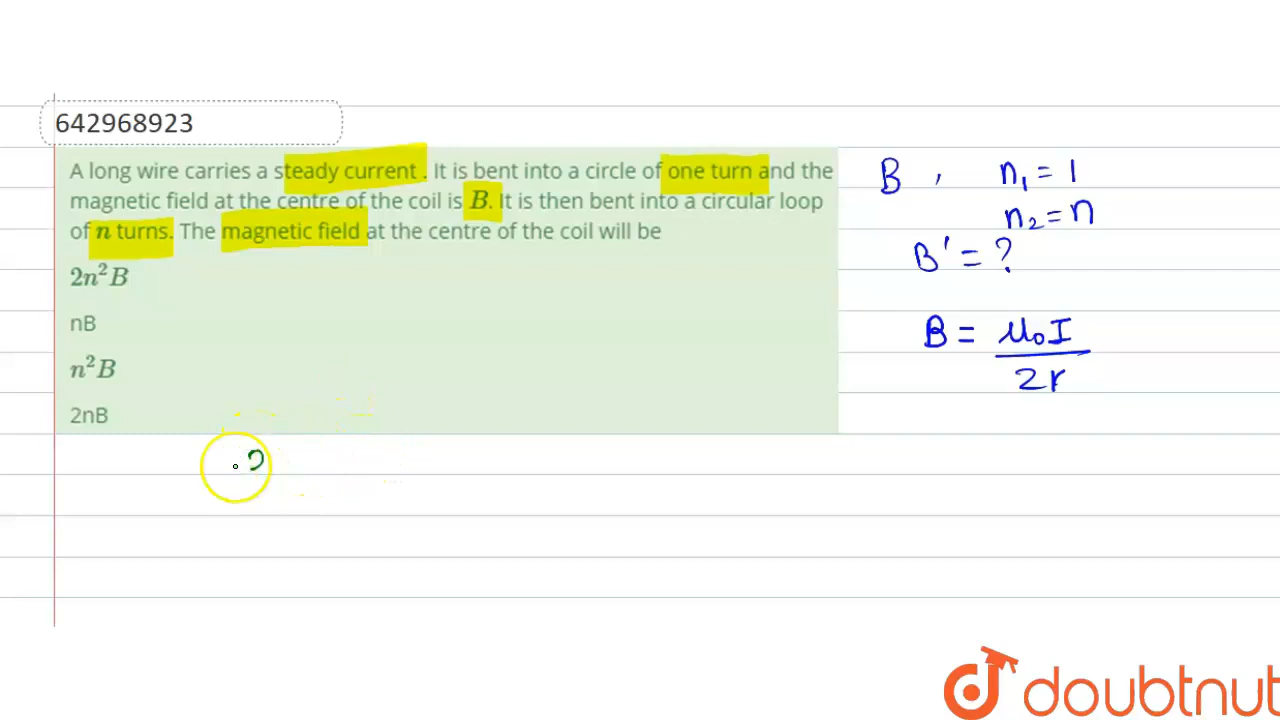 642968923
A long wire carries a steady current . It is bent into a circle of one turn and the
magnetic field at the centre of the coil is B. It is then bent into a circular loop
of n turns. The magnetic field at the centre of the coil will be
2n²B
nB
n²B
2nB
B , n₁ = 1
n₂ = n
B' = ?
B = μ₀I / 2r
doubtnut